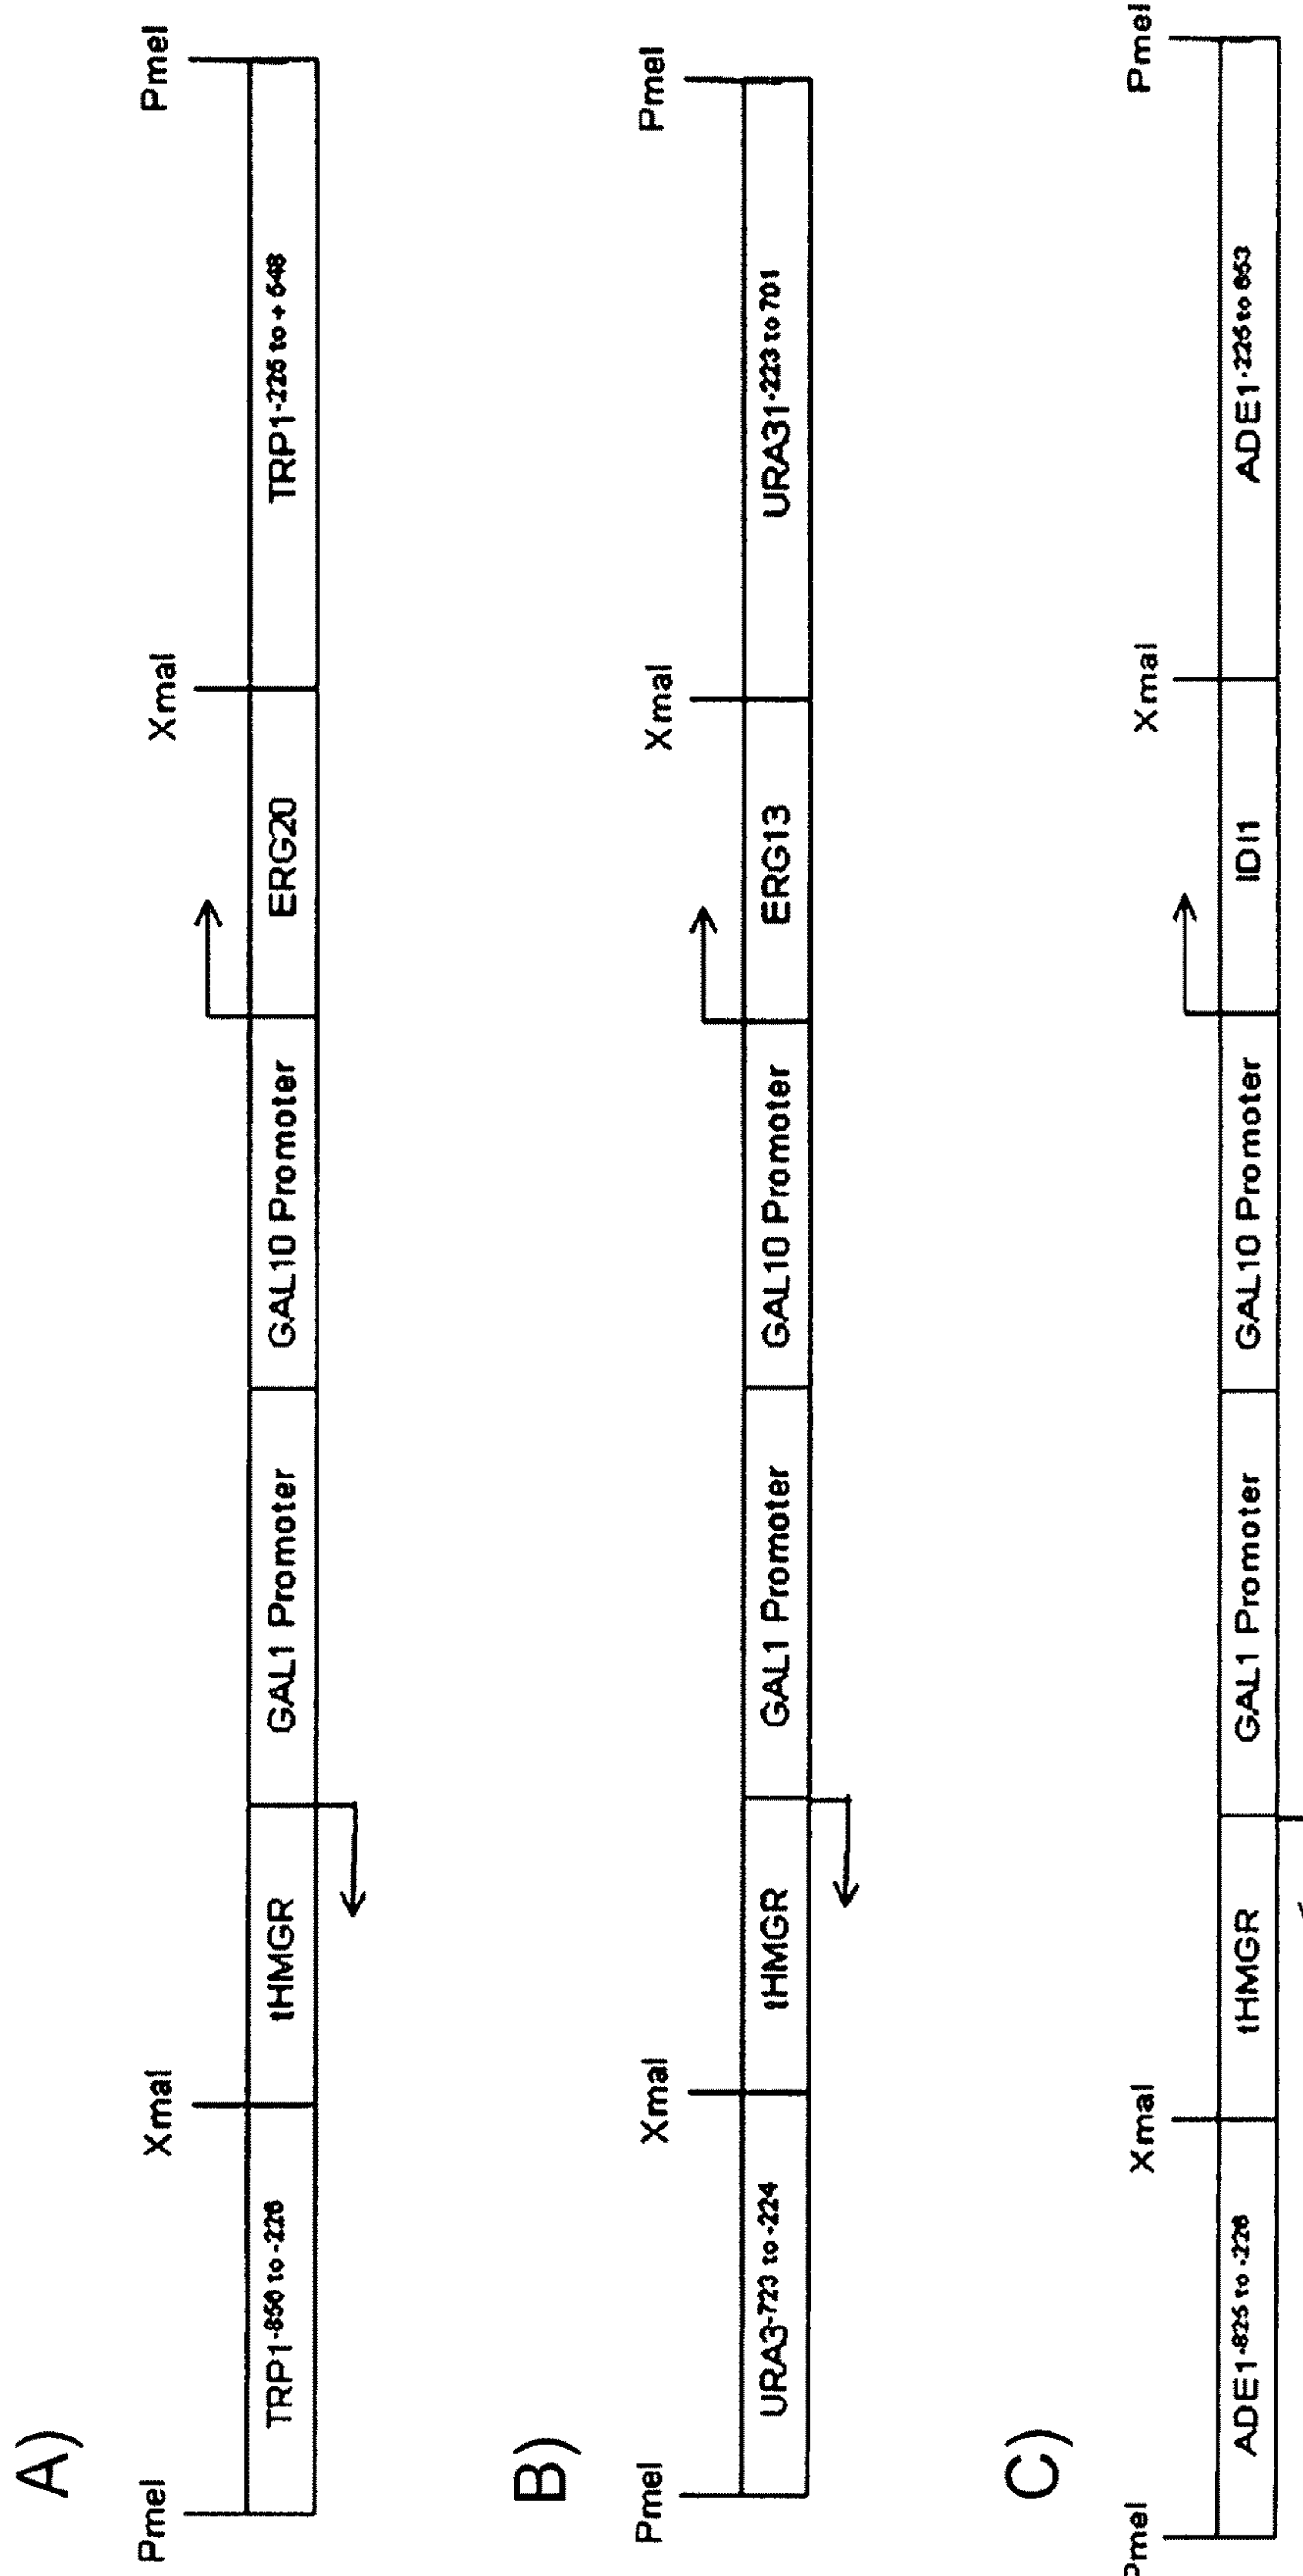 A)
PmeI XmaI XmaI PmeI
TRP1-850 to -226 tHMGR GAL1 Promoter GAL10 Promoter ERG20 TRP1-225 to + 648
B)
PmeI XmaI XmaI PmeI
URA3-723 to -224 tHMGR GAL1 Promoter GAL10 Promoter ERG13 URA31-223 to 701
C)
PmeI XmaI XmaI PmeI
ADE1-825 to -226 tHMGR GAL1 Promoter GAL10 Promoter IDI1 ADE1-225 to 653